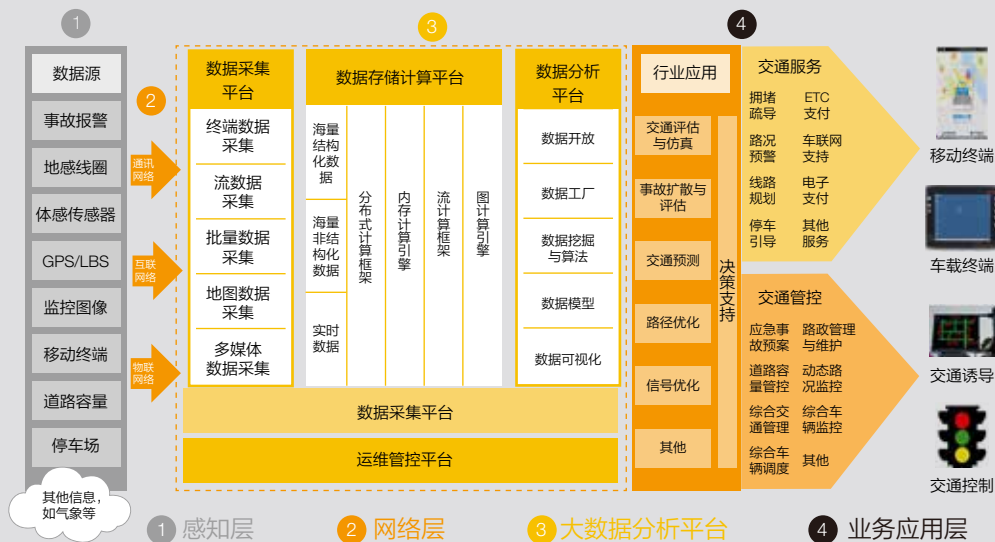 1
数据源
事故报警
地感线圈
体感传感器
GPS/LBS
监控图像
移动终端
道路容量
停车场
其他信息，
如气象等
2
通讯
网络
互联
网络
物联
网络
3
数据采集
平台
终端数据
采集
流数据
采集
批量数据
采集
地图数据
采集
多媒体
数据采集
数据存储计算平台
海量
结构
化数
据
海量
非结
构化
数据
实时
数据
分布式计算框架
内存计算引擎
流计算框架
图计算引擎
数据分析
平台
数据开放
数据工厂
数据挖掘
与算法
数据模型
数据可视化
数据采集平台
运维管控平台
4
行业应用
交通评估
与仿真
事故扩散与
评估
交通预测
路径优化
信号优化
其他
决策支持
交通服务
拥堵
疏导
ETC
支付
路况
预警
车联网
支持
线路
规划
电子
支付
停车
引导
其他
服务
交通管控
应急事
故预案
路政管理
与维护
道路容
量管控
动态路
况监控
综合交
通管理
综合车
辆监控
综合车
辆调度
其他
移动终端
车载终端
交通诱导
交通控制
1 感知层
2 网络层
3 大数据分析平台
4 业务应用层